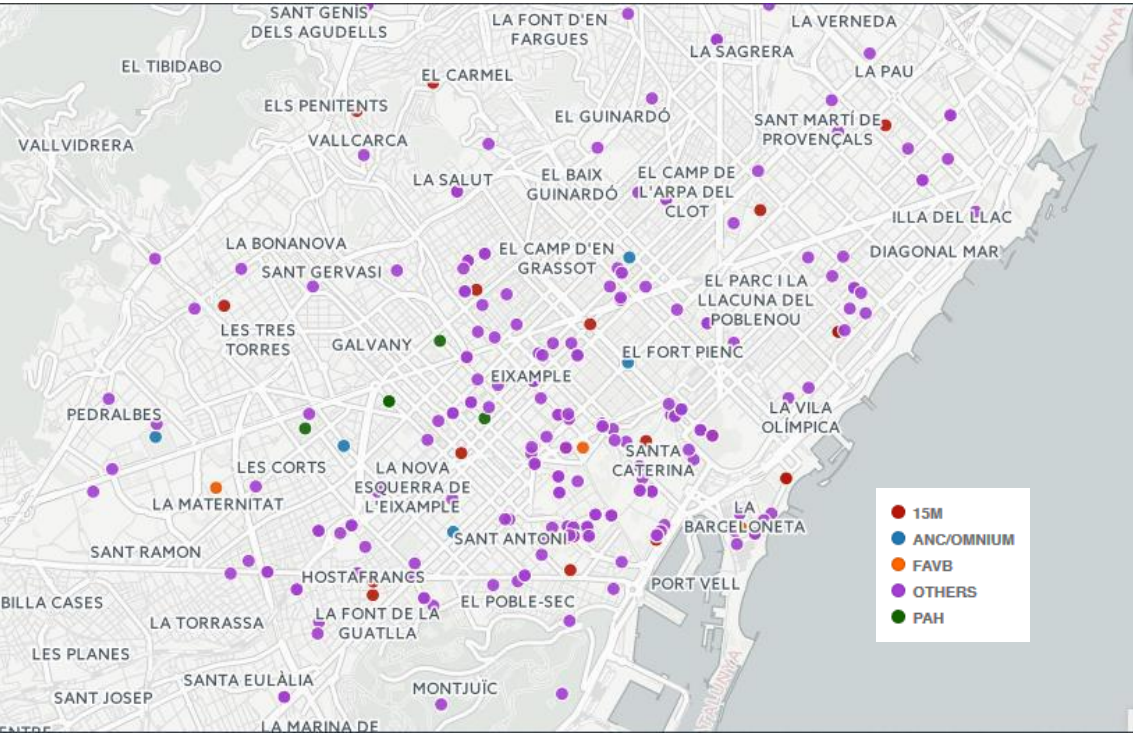 SANT GENÍS
DELS AGUDELLS
LA FONT D'EN
FARGUES
LA VERNEDA
LA SAGRERA
CATALUNYA
EL TIBIDABO
EL CARMEL
LA PAU
ELS PENITENTS
EL GUINARDÓ
SANT MARTÍ DE
PROVENÇALS
VALLVIDRERA
VALLCARCA
LA SALUT
EL BAIX
GUINARDÓ
EL CAMP DE
L'ARPA DEL
CLOT
ILLA DEL LLAC
LA BONANOVA
EL CAMP D'EN
GRASSOT
DIAGONAL MAR
SANT GERVASI
EL PARC I LA
LLACUNA DEL
POBLENOU
LES TRES
TORRES
GALVANY
EL FORT PIENC
EIXAMPLE
PEDRALBES
LA VILA
OLÍMPICA
LES CORTS
LA NOVA
ESQUERRA DE
L'EIXAMPLE
SANTA
CATERINA
LA MATERNITAT
LA
BARCELONETA
15M
ANC/OMNIUM
FAVB
OTHERS
PAH
SANT RAMON
SANT ANTONI
HOSTAFRANCS
PORT VELL
BILLA CASES
EL POBLE-SEC
LA TORRASSA
LA FONT DE LA
GUATLLA
LES PLANES
SANTA EULÀLIA
MONTJUÏC
SANT JOSEP
LA MARINA DE